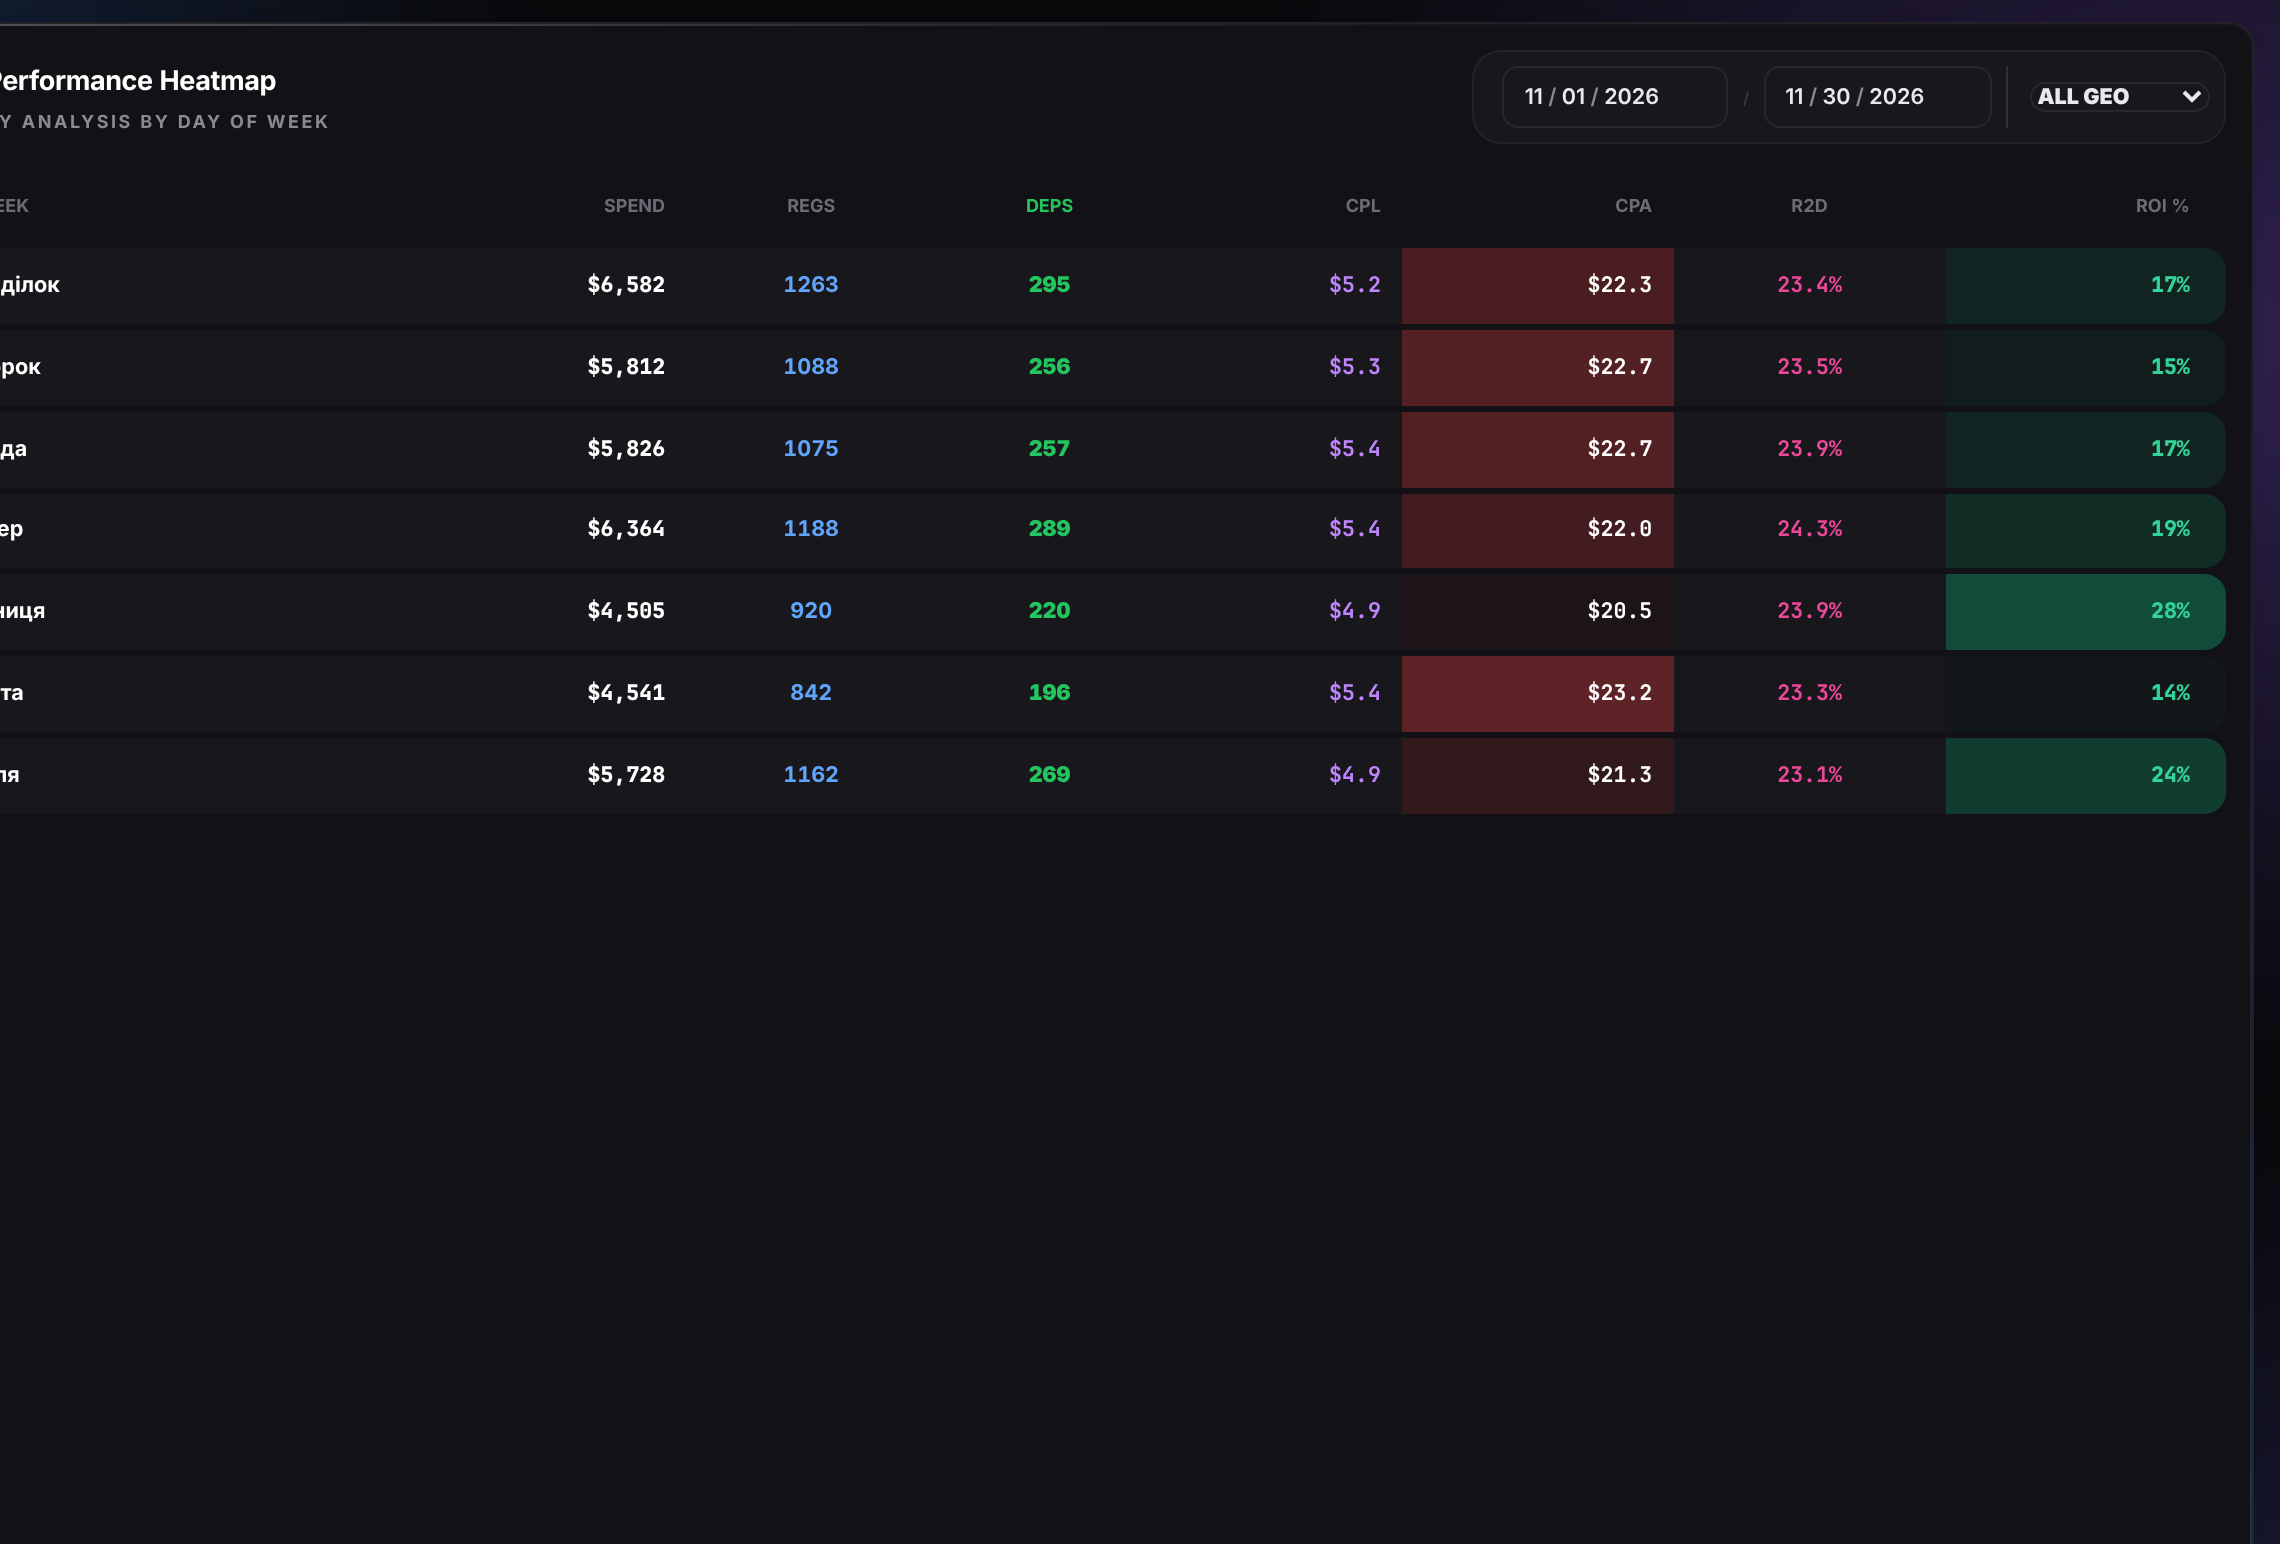 Performance Heatmap
Y ANALYSIS BY DAY OF WEEK
11 / 01 / 2026 / 11 / 30 / 2026 ALL GEO
EEK SPEND REGS DEPS CPL CPA R2D ROI %
ділок $6,582 1263 295 $5.2 $22.3 23.4% 17%
рок $5,812 1088 256 $5.3 $22.7 23.5% 15%
да $5,826 1075 257 $5.4 $22.7 23.9% 17%
ер $6,364 1188 289 $5.4 $22.0 24.3% 19%
ниця $4,505 920 220 $4.9 $20.5 23.9% 28%
та $4,541 842 196 $5.4 $23.2 23.3% 14%
ля $5,728 1162 269 $4.9 $21.3 23.1% 24%